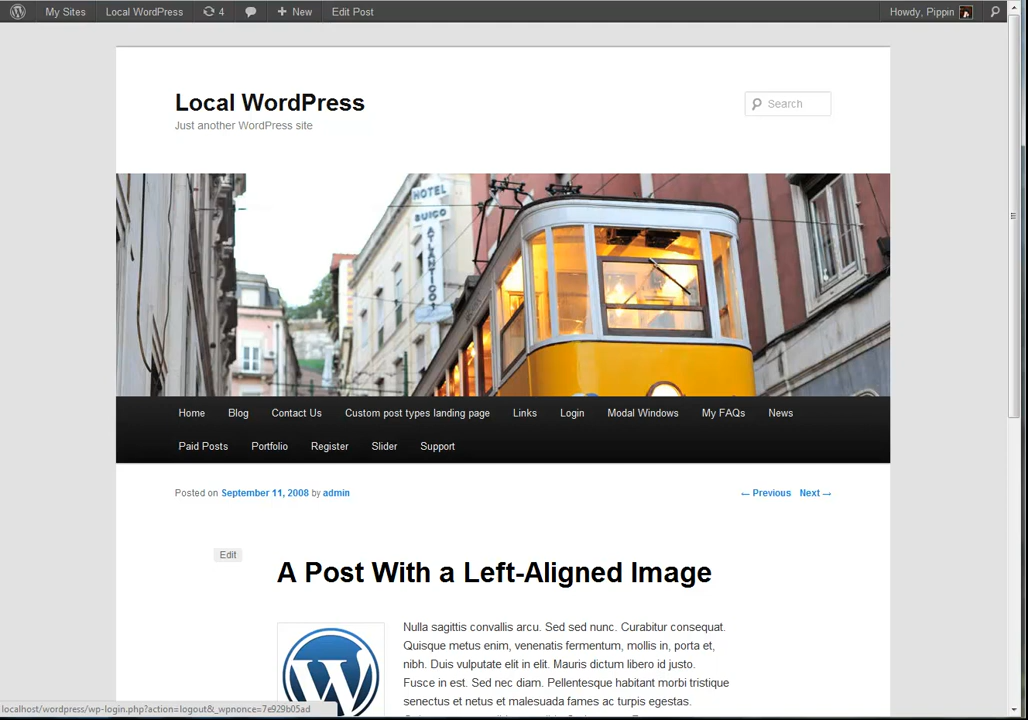 My Sites Local WordPress 4 New Edit Post Howdy, Pippin
Local WordPress
Just another WordPress site
Search
HOTEL
SUIÇO
ATLANTICO
Home Blog Contact Us Custom post types landing page Links Login Modal Windows My FAQs News
Paid Posts Portfolio Register Slider Support
Posted on September 11, 2008 by admin ← Previous Next →
Edit
A Post With a Left-Aligned Image
Nulla sagittis convallis arcu. Sed sed nunc. Curabitur consequat.
Quisque metus enim, venenatis fermentum, mollis in, porta et,
nibh. Duis vulputate elit in elit. Mauris dictum libero id justo.
Fusce in est. Sed nec diam. Pellentesque habitant morbi tristique
senectus et netus et malesuada fames ac turpis egestas.
localhost/wordpress/wp-login.php?action=logout&_wpnonce=7e929b05ad